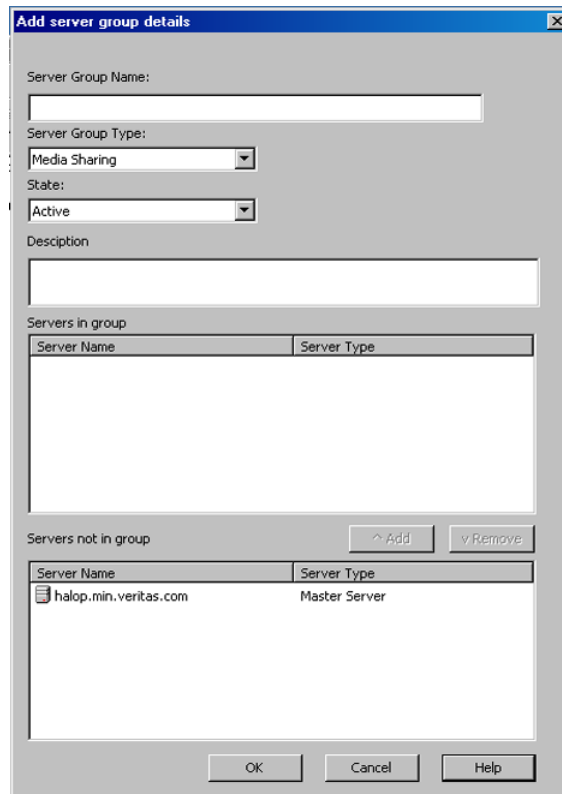 Add server group details
Server Group Name:
Server Group Type:
Media Sharing
State:
Active
Desciption
Servers in group
Server Name Server Type
Servers not in group ^ Add v Remove
Server Name Server Type
halop.min.veritas.com Master Server
OK Cancel Help